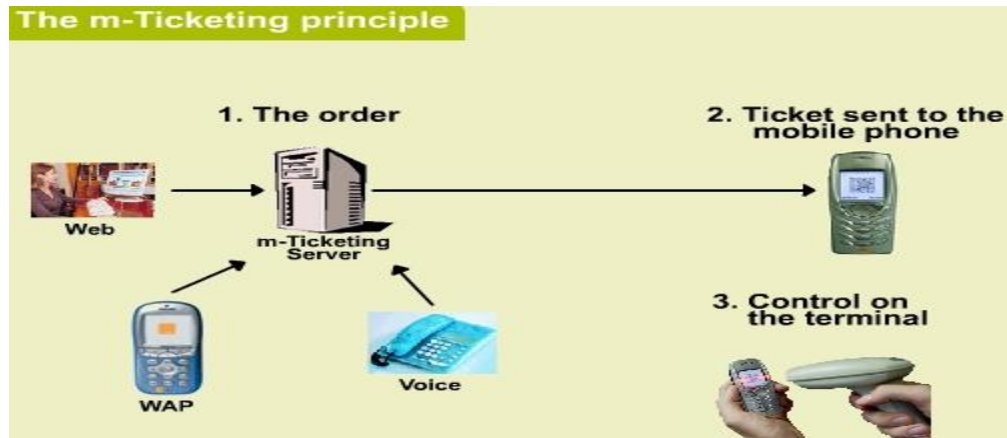 The m-Ticketing principle
1. The order
2. Ticket sent to the
mobile phone
Web
m-Ticketing
Server
3. Control on
the terminal
WAP
Voice